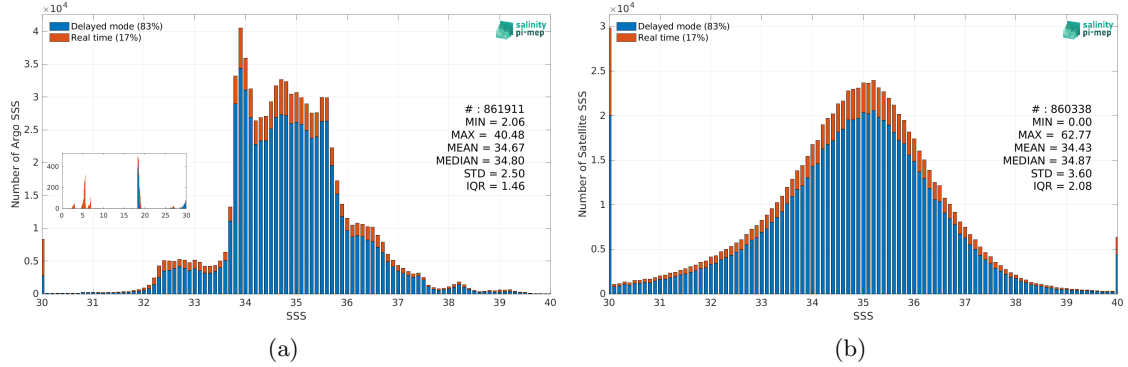 ×10⁴
Delayed mode (83%)
Real time (17%)
salinity
pi-mep
4
3.5
3
2.5
2
1.5
1
0.5
0
Number of Argo SSS
# : 861911
MIN = 2.06
MAX = 40.48
MEAN = 34.67
MEDIAN = 34.80
STD = 2.50
IQR = 1.46
400
200
0
0 5 10 15 20 30
30 31 32 33 34 35 36 37 38 39 40
SSS
(a)
×10⁴
Delayed mode (83%)
Real time (17%)
salinity
pi-mep
3
2.5
2
1.5
1
0.5
0
Number of Satellite SSS
# : 860338
MIN = 0.00
MAX = 62.77
MEAN = 34.43
MEDIAN = 34.87
STD = 3.60
IQR = 2.08
30 31 32 33 34 35 36 37 38 39 40
SSS
(b)